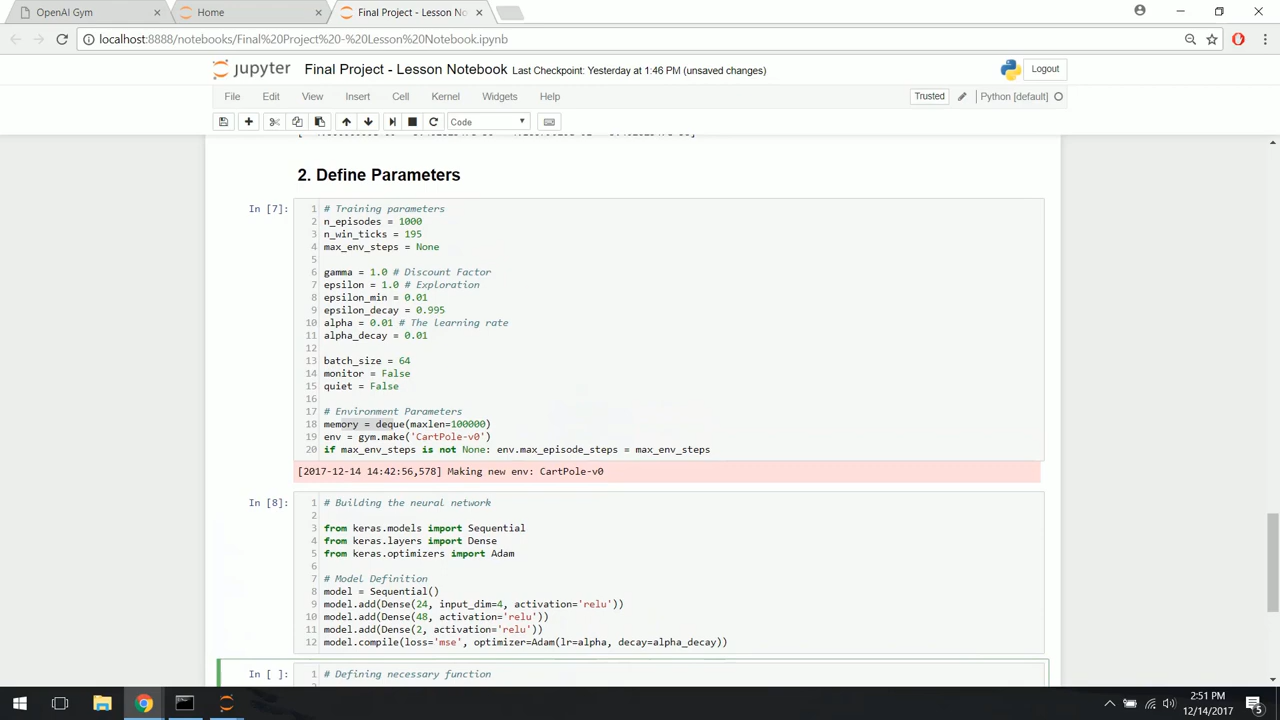 OpenAI Gym
Home
Final Project - Lesson No
localhost:8888/notebooks/Final%20Project%20-%20Lesson%20Notebook.ipynb
jupyter Final Project - Lesson Notebook Last Checkpoint: Yesterday at 1:46 PM (unsaved changes)
Logout
File Edit View Insert Cell Kernel Widgets Help
Trusted
Python [default]
Code
2. Define Parameters
In [7]:
1 # Training parameters
2 n_episodes = 1000
3 n_win_ticks = 195
4 max_env_steps = None
5
6 gamma = 1.0 # Discount Factor
7 epsilon = 1.0 # Exploration
8 epsilon_min = 0.01
9 epsilon_decay = 0.995
10 alpha = 0.01 # The learning rate
11 alpha_decay = 0.01
12
13 batch_size = 64
14 monitor = False
15 quiet = False
16
17 # Environment Parameters
18 memory = deque(maxlen=100000)
19 env = gym.make('CartPole-v0')
20 if max_env_steps is not None: env.max_episode_steps = max_env_steps
[2017-12-14 14:42:56,578] Making new env: CartPole-v0
In [8]:
1 # Building the neural network
2
3 from keras.models import Sequential
4 from keras.layers import Dense
5 from keras.optimizers import Adam
6
7 # Model Definition
8 model = Sequential()
9 model.add(Dense(24, input_dim=4, activation='relu'))
10 model.add(Dense(48, activation='relu'))
11 model.add(Dense(2, activation='relu'))
12 model.compile(loss='mse', optimizer=Adam(lr=alpha, decay=alpha_decay))
In [ ]:
1 # Defining necessary function
2:51 PM
12/14/2017
5